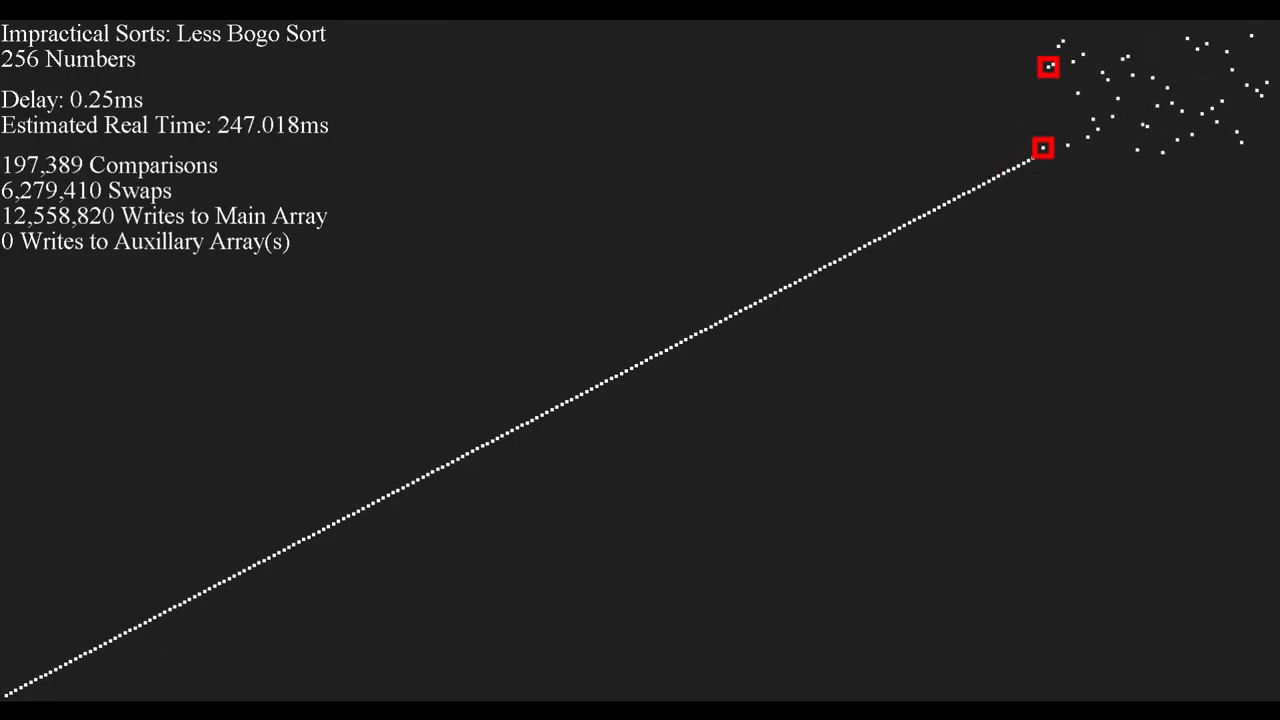 Impractical Sorts: Less Bogo Sort
256 Numbers
Delay: 0.25ms
Estimated Real Time: 247.018ms
197,389 Comparisons
6,279,410 Swaps
12,558,820 Writes to Main Array
0 Writes to Auxillary Array(s)